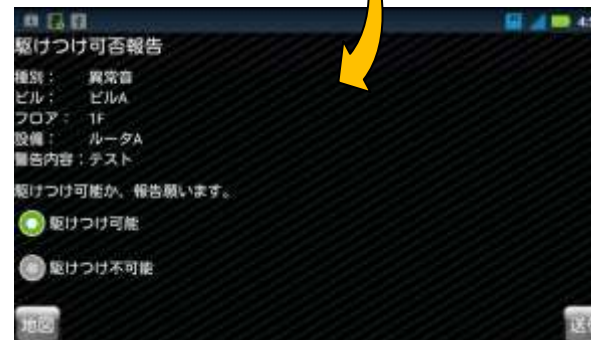 駆けつけ可否報告
種別： 異常音
ビル： ビルA
フロア： 1F
設備： ルータA
警告内容：テスト
駆けつけ可能か、報告願います。
駆けつけ可能
駆けつけ不可能
地図
送